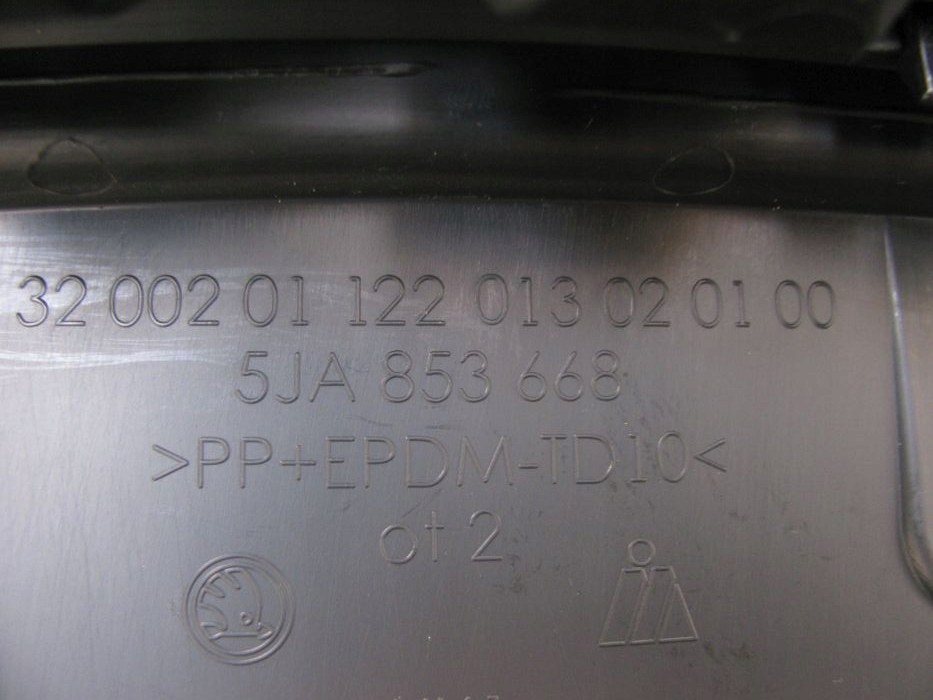 32 002 01 122 013 02 01 00
5JA 853 668
>PP+EPDM-TD10<
ot 2